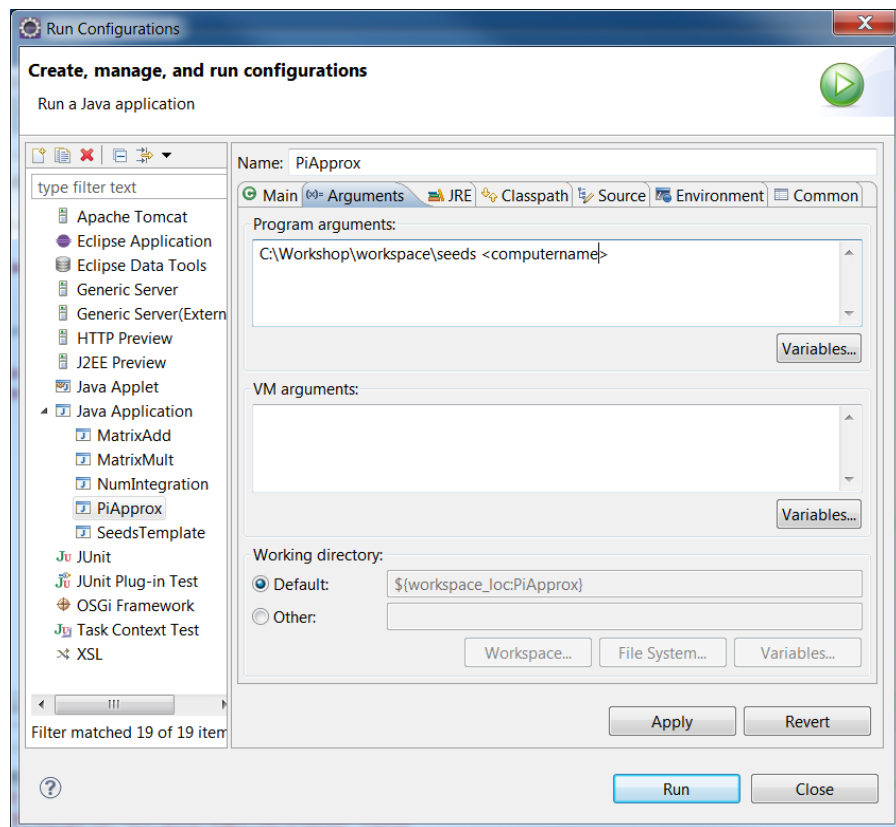 Run Configurations
Create, manage, and run configurations
Run a Java application
type filter text
Apache Tomcat
Eclipse Application
Eclipse Data Tools
Generic Server
Generic Server(Extern
HTTP Preview
J2EE Preview
Java Applet
Java Application
MatrixAdd
MatrixMult
NumIntegration
PiApprox
SeedsTemplate
JUnit
JUnit Plug-in Test
OSGi Framework
Task Context Test
XSL
Filter matched 19 of 19 item
Name: PiApprox
Main (x)= Arguments JRE Classpath Source Environment Common
Program arguments:
C:\Workshop\workspace\seeds <computername>
Variables...
VM arguments:
Variables...
Working directory:
Default: ${workspace_loc:PiApprox}
Other:
Workspace... File System... Variables...
Apply Revert
? Run Close